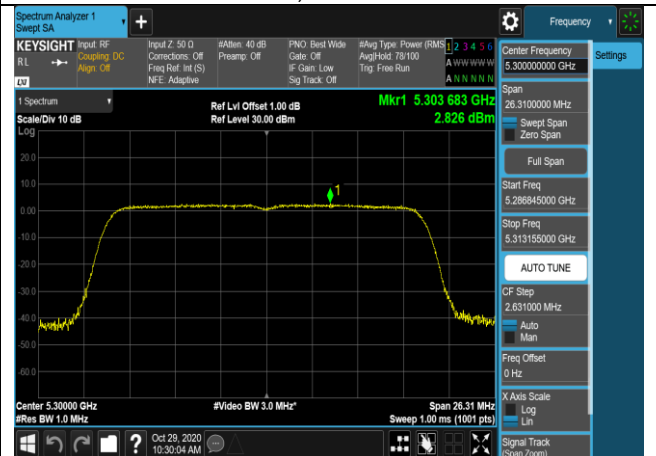 Spectrum Analyzer 1
Swept SA
+
Frequency
KEYSIGHT
RL
LXI
Input: RF
Coupling: DC
Align: Off
Input Z: 50 Ω
Corrections: Off
Freq Ref: Int (S)
NFE: Adaptive
#Atten: 40 dB
Preamp: Off
PNO: Best Wide
Gate: Off
IF Gain: Low
Sig Track: Off
#Avg Type: Power (RMS
Avg|Hold: 78/100
Trig: Free Run
1 2 3 4 5 6
A W W W W W
A N N N N N
1 Spectrum
Scale/Div 10 dB
Log
Ref Lvl Offset 1.00 dB
Ref Level 30.00 dBm
Mkr1 5.303 683 GHz
2.826 dBm
20.0
10.0
0.00
-10.0
-20.0
-30.0
-40.0
-50.0
-60.0
1
Center 5.30000 GHz
#Res BW 1.0 MHz
#Video BW 3.0 MHz*
Span 26.31 MHz
Sweep 1.00 ms (1001 pts)
?
Oct 29, 2020
10:30:04 AM
Center Frequency
5.300000000 GHz
Span
26.3100000 MHz
Swept Span
Zero Span
Full Span
Start Freq
5.286845000 GHz
Stop Freq
5.313155000 GHz
AUTO TUNE
CF Step
2.631000 MHz
Auto
Man
Freq Offset
0 Hz
X Axis Scale
Log
Lin
Signal Track
(Span Zoom)
Settings